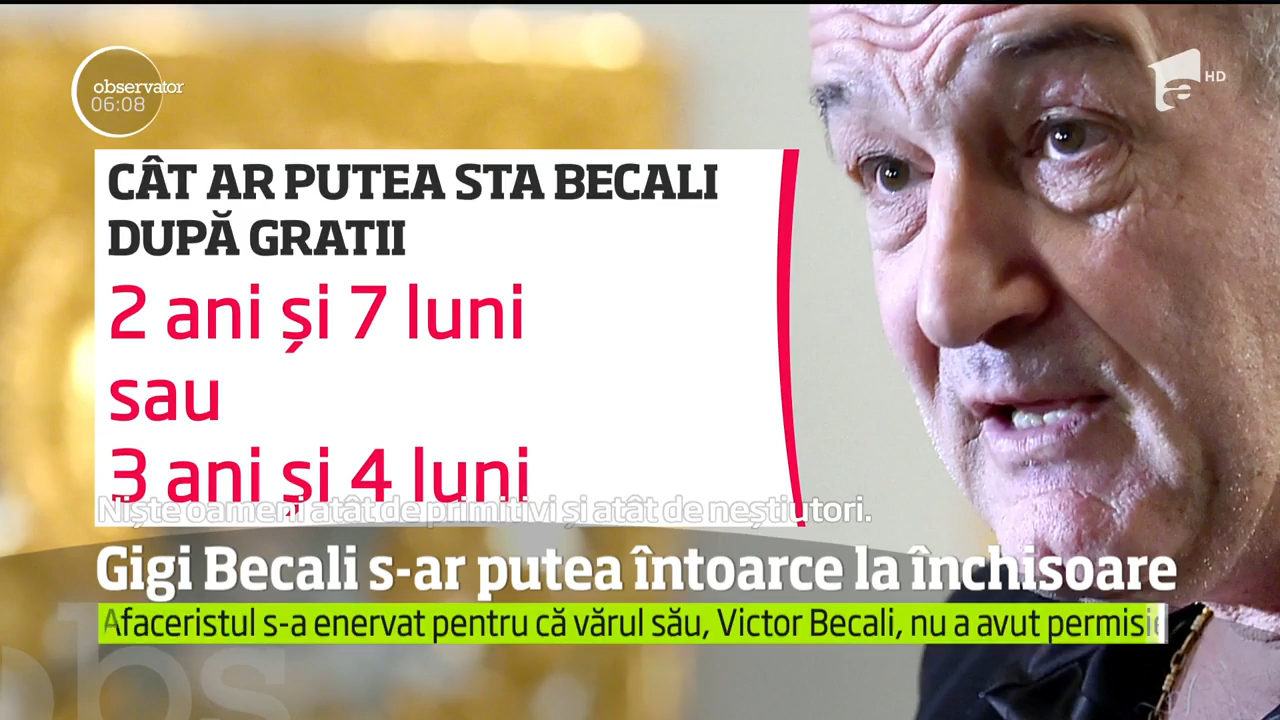 observator
06:08
HD
CÂT AR PUTEA STA BECALI
DUPĂ GRATII
2 ani și 7 luni
sau
3 ani și 4 luni
Niște oameni atât de primitivi și atât de neștiutori.
Gigi Becali s-ar putea întoarce la închisoare
Afaceristul s-a enervat pentru că vărul său, Victor Becali, nu a avut permisie
obs